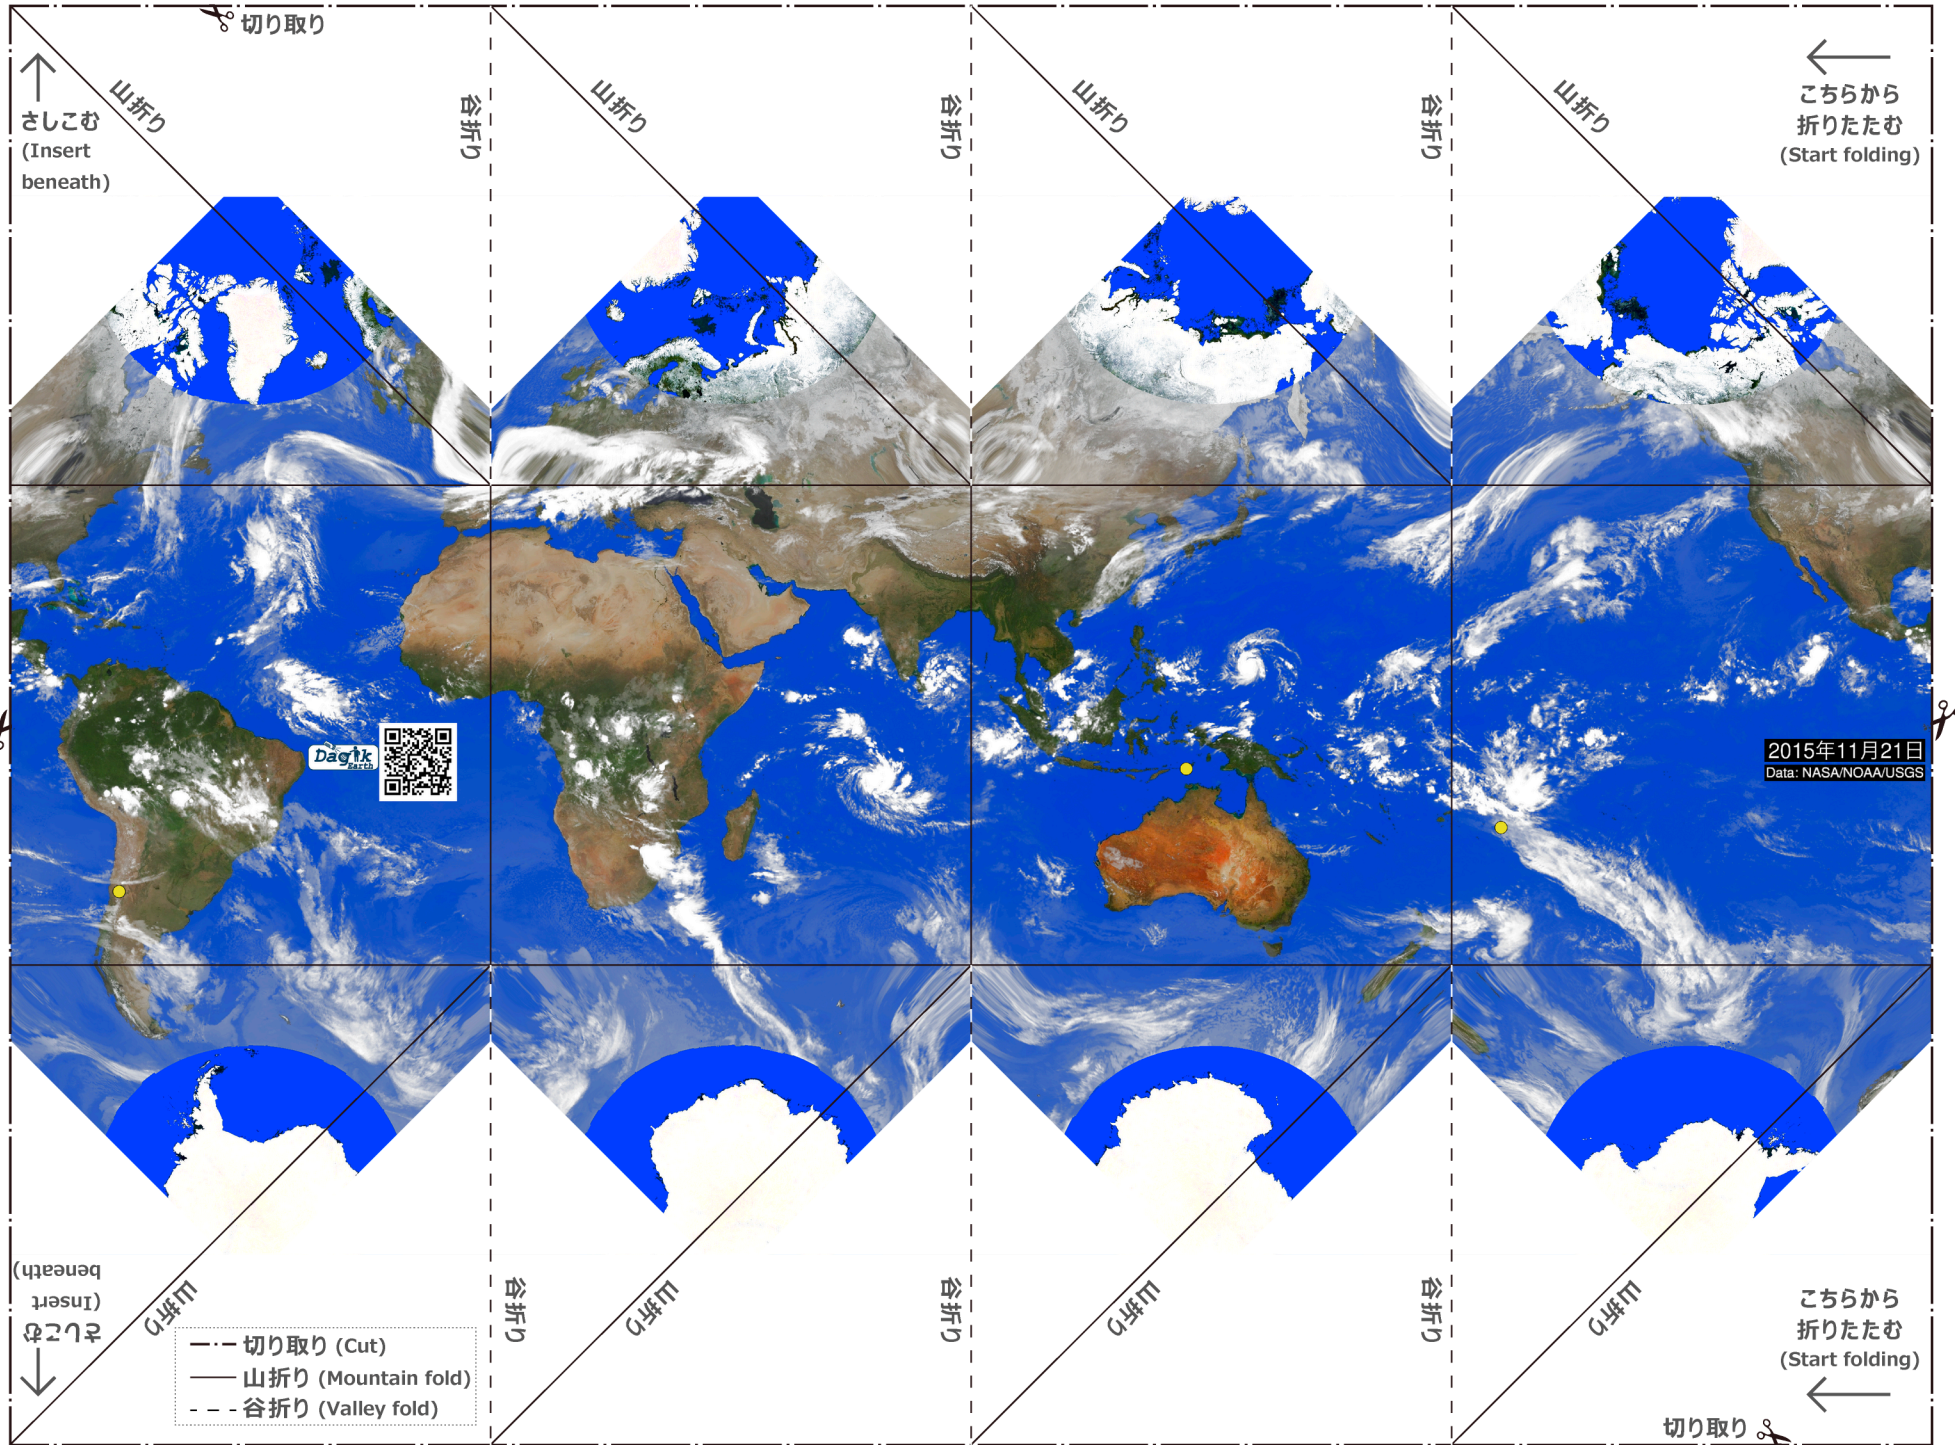 切り取り
さしこむ
(Insert
beneath)
山折り
谷折り
山折り
谷折り
山折り
谷折り
山折り
こちらから
折りたたむ
(Start folding)
Dagik
Earth
2015年11月21日
Data: NASA/NOAA/USGS
さしこむ
(Insert
beneath)
山折り
谷折り
山折り
谷折り
山折り
谷折り
山折り
こちらから
折りたたむ
(Start folding)
切り取り (Cut)
山折り (Mountain fold)
谷折り (Valley fold)
切り取り